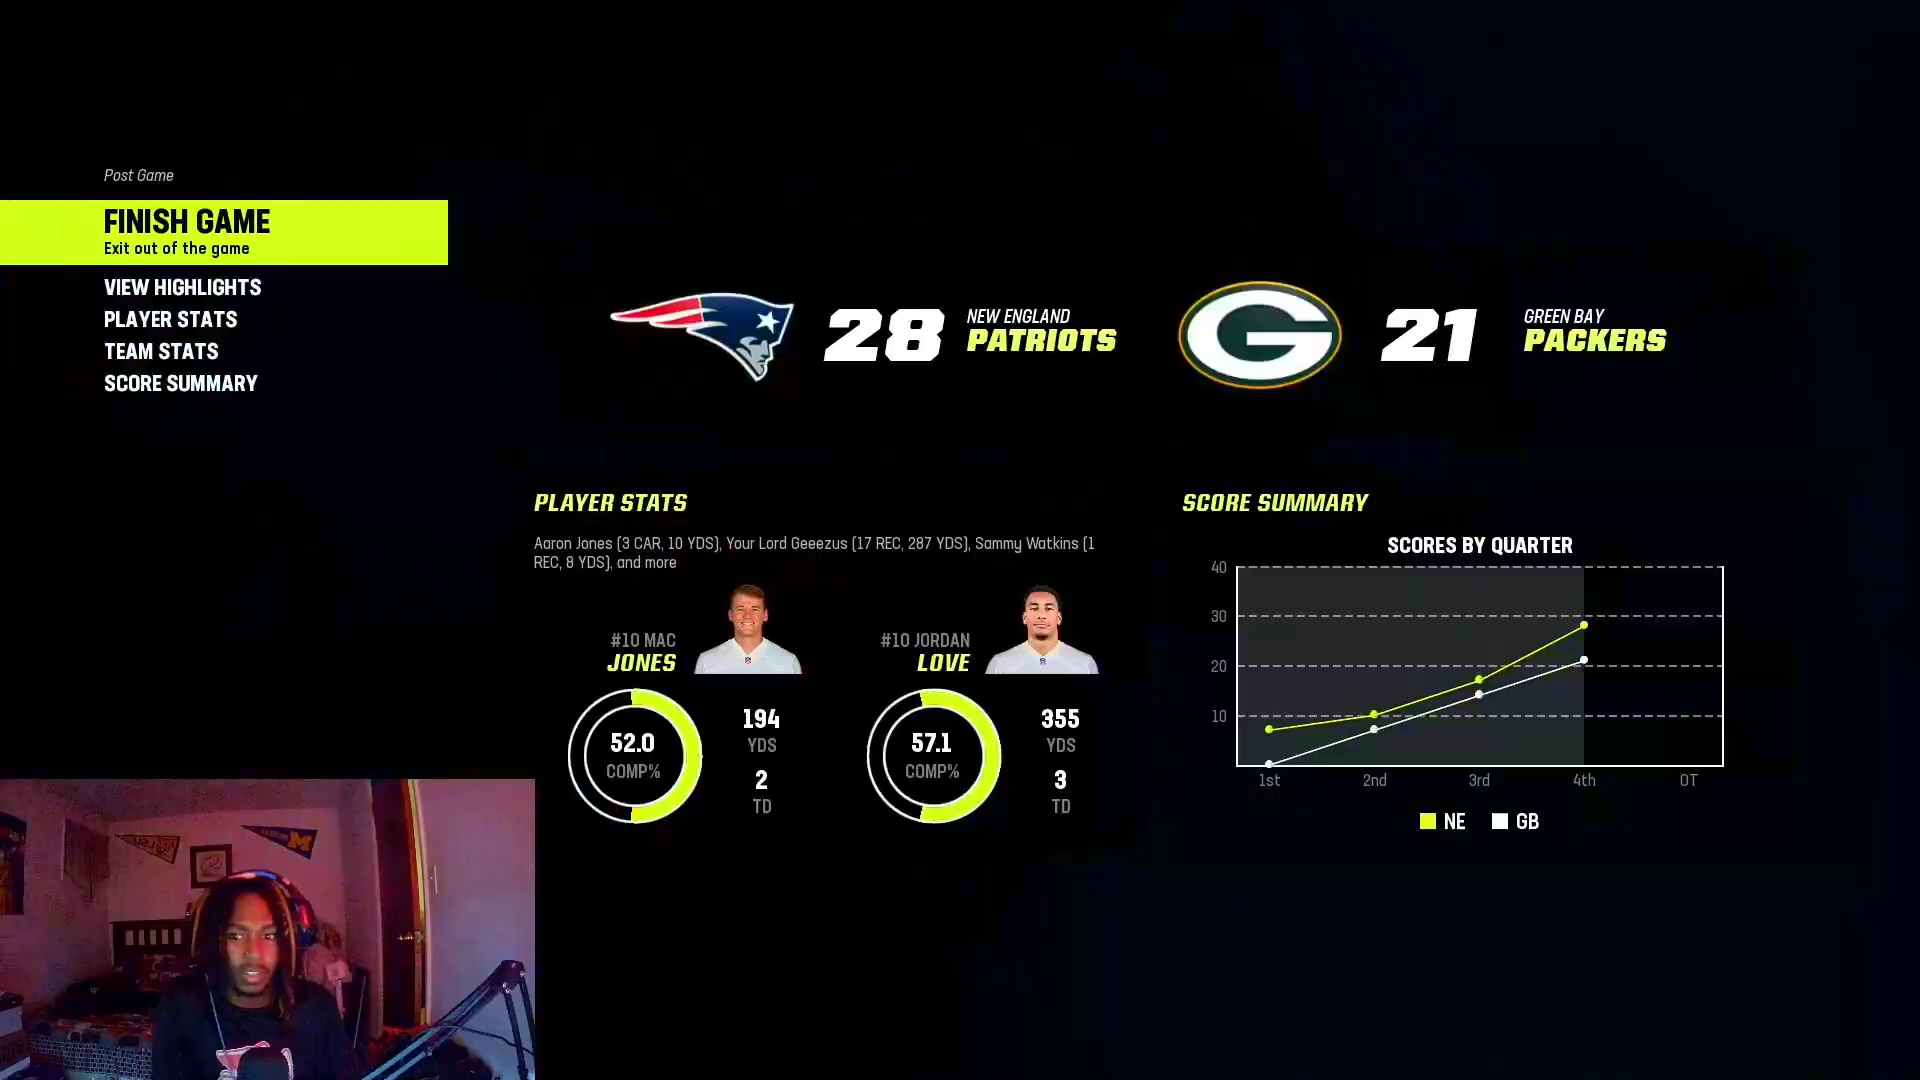 Post Game
FINISH GAME
Exit out of the game
VIEW HIGHLIGHTS
PLAYER STATS
TEAM STATS
SCORE SUMMARY
28
NEW ENGLAND
PATRIOTS
G
21
GREEN BAY
PACKERS
PLAYER STATS
Aaron Jones (3 CAR, 10 YDS), Your Lord Geeezus (17 REC, 287 YDS), Sammy Watkins (1
REC, 8 YDS), and more
#10 MAC
JONES
52.0
COMP%
194
YDS
2
TD
#10 JORDAN
LOVE
57.1
COMP%
355
YDS
3
TD
SCORE SUMMARY
SCORES BY QUARTER
40
30
20
10
1st 2nd 3rd 4th OT
NE GB
M